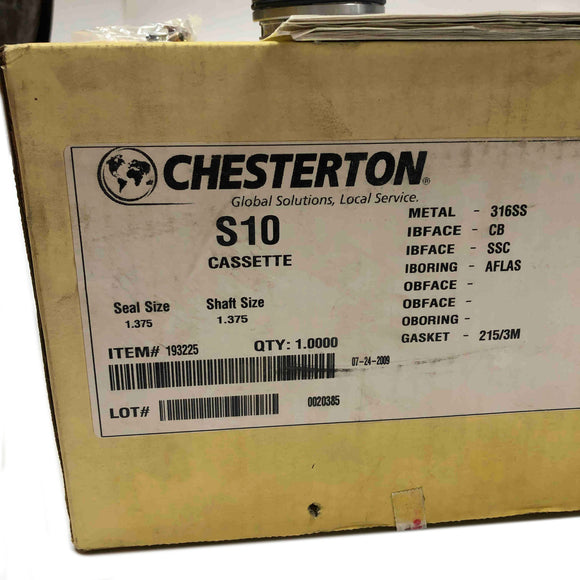 CHESTERTON®
Global Solutions, Local Service.
S10
CASSETTE
Seal Size Shaft Size
1.375 1.375
ITEM# 193225 QTY: 1.0000
07-24-2009
LOT# 0020385
METAL - 316SS
IBFACE - CB
IBFACE - SSC
IBORING - AFLAS
OBFACE -
OBFACE -
OBORING -
GASKET - 215/3M